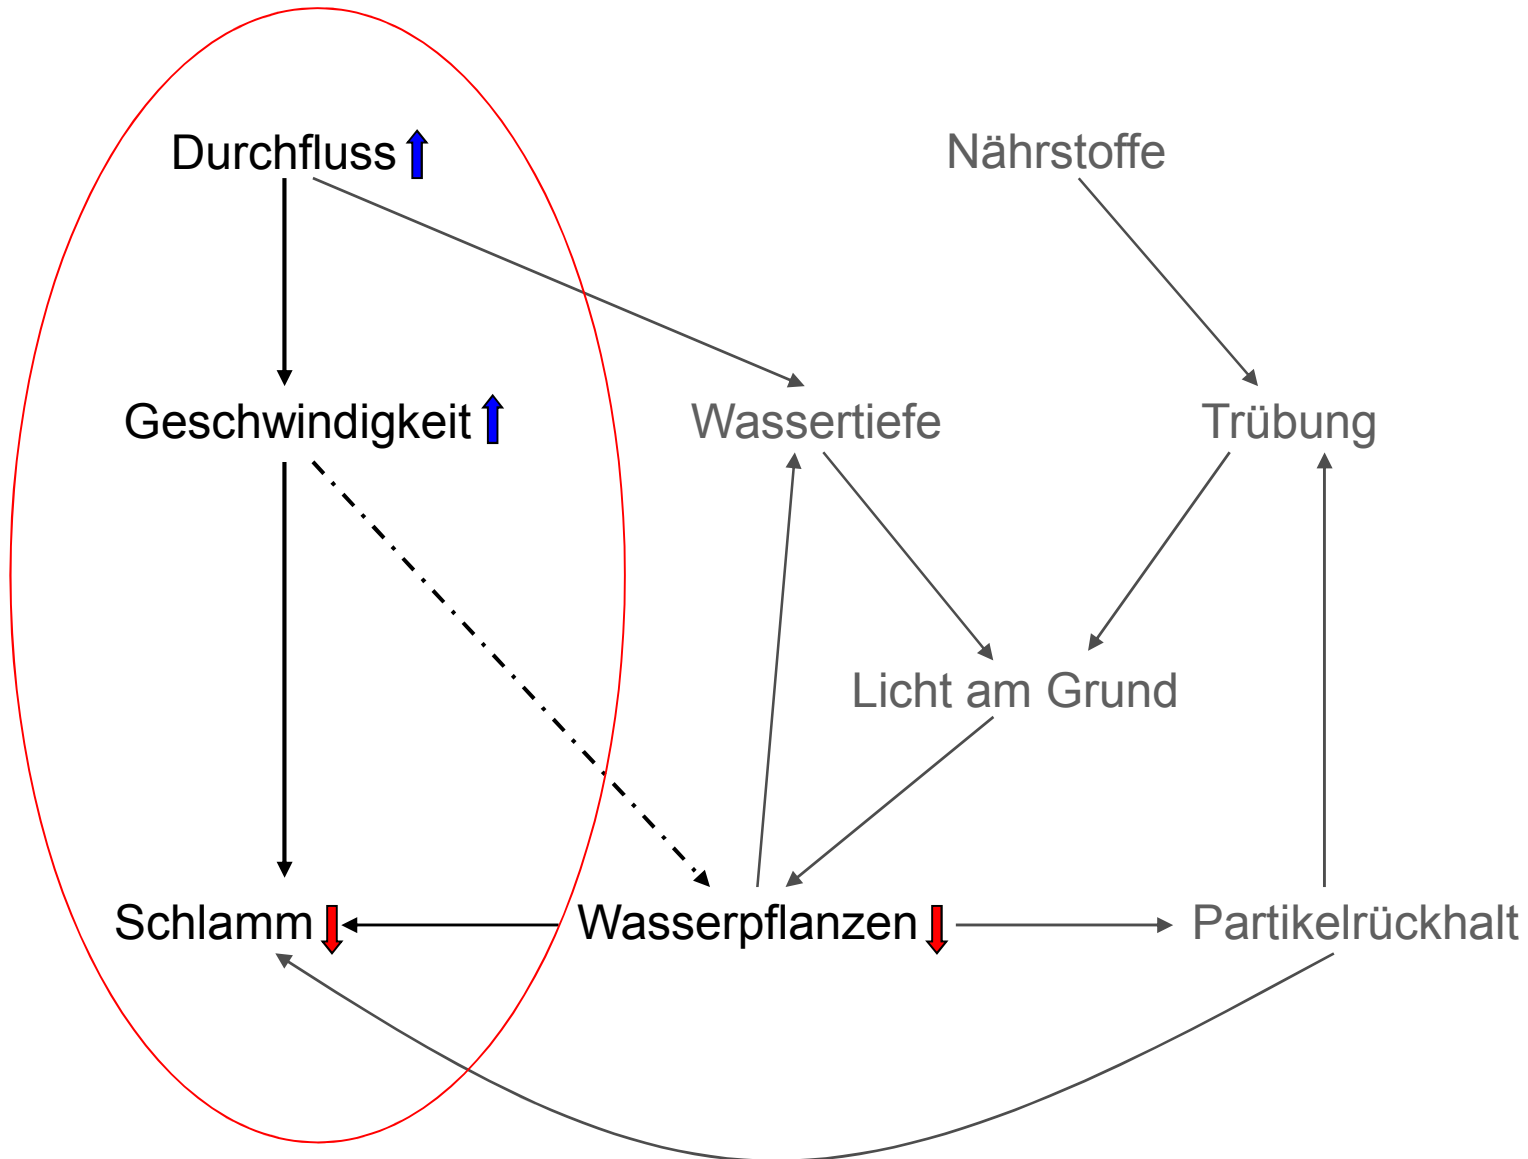 Durchfluss
Nährstoffe
Geschwindigkeit
Wassertiefe
Trübung
Licht am Grund
Schlamm
Wasserpflanzen
Partikelrückhalt